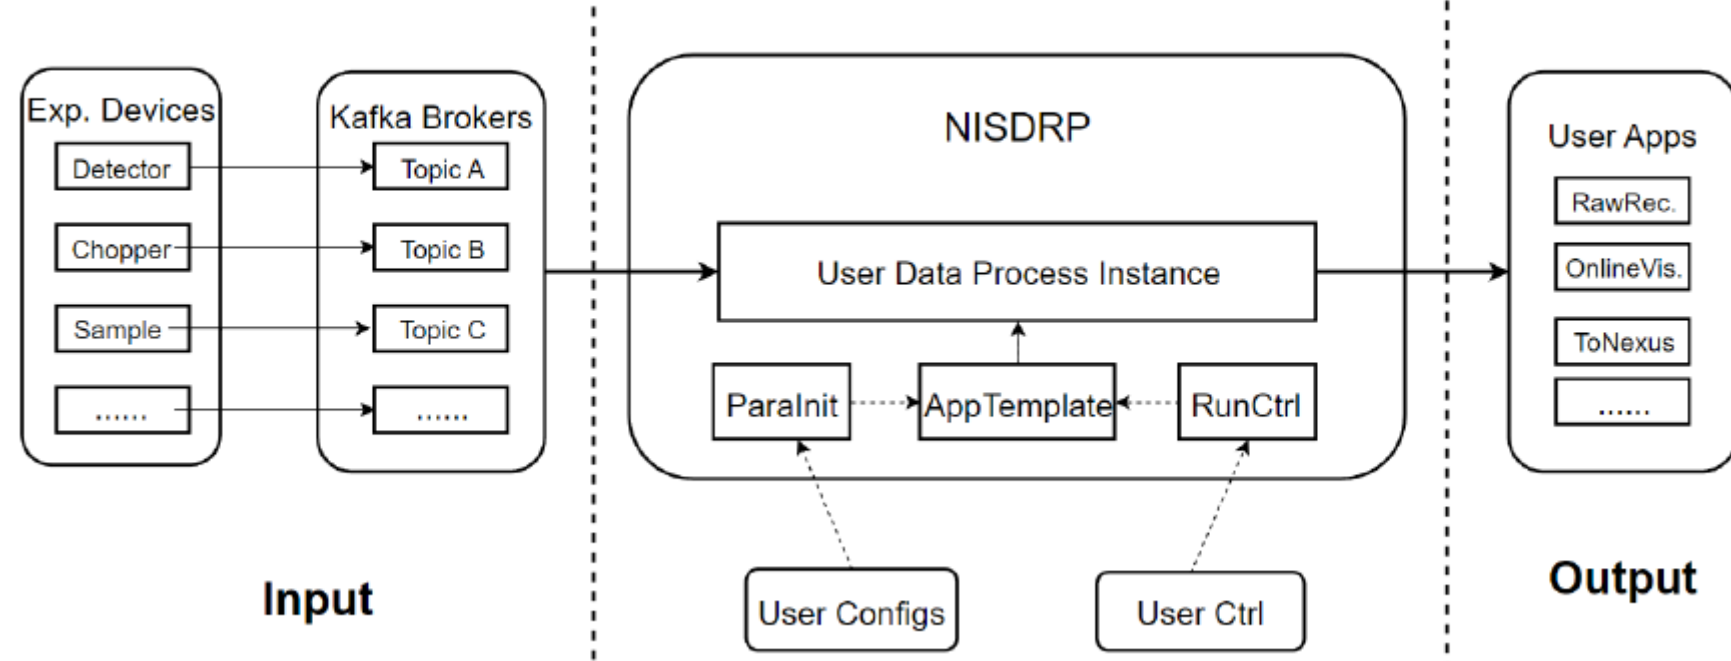 Exp. Devices
Detector
Chopper
Sample
......
Kafka Brokers
Topic A
Topic B
Topic C
......
Input
NISDRP
User Data Process Instance
ParaInit
AppTemplate
RunCtrl
User Configs
User Ctrl
User Apps
RawRec.
OnlineVis.
ToNexus
......
Output